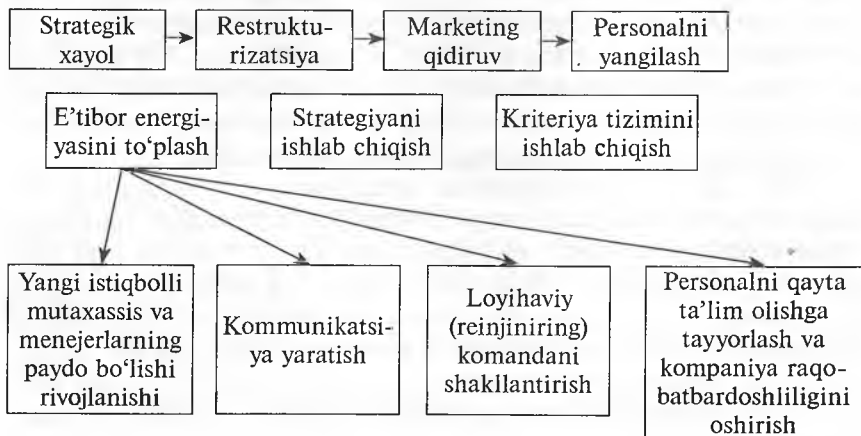 Strategik
xayol
Restruktu-
rizatsiya
Marketing
qidiruv
Personalni
yangilash
E'tibor energi-
yasini to‘plash
Strategiyani
ishlab chiqish
Kriteriya tizimini
ishlab chiqish
Yangi istiqbolli
mutaxassis va
menejerlarning
paydo bo‘lishi
rivojlanishi
Kommunikatsi-
ya yaratish
Loyihaviy
(reinjiniring)
komandani
shakllantirish
Personalni qayta
ta’lim olishga
tayyorlash va
kompaniya raqo-
batbardoshliligini
oshirish